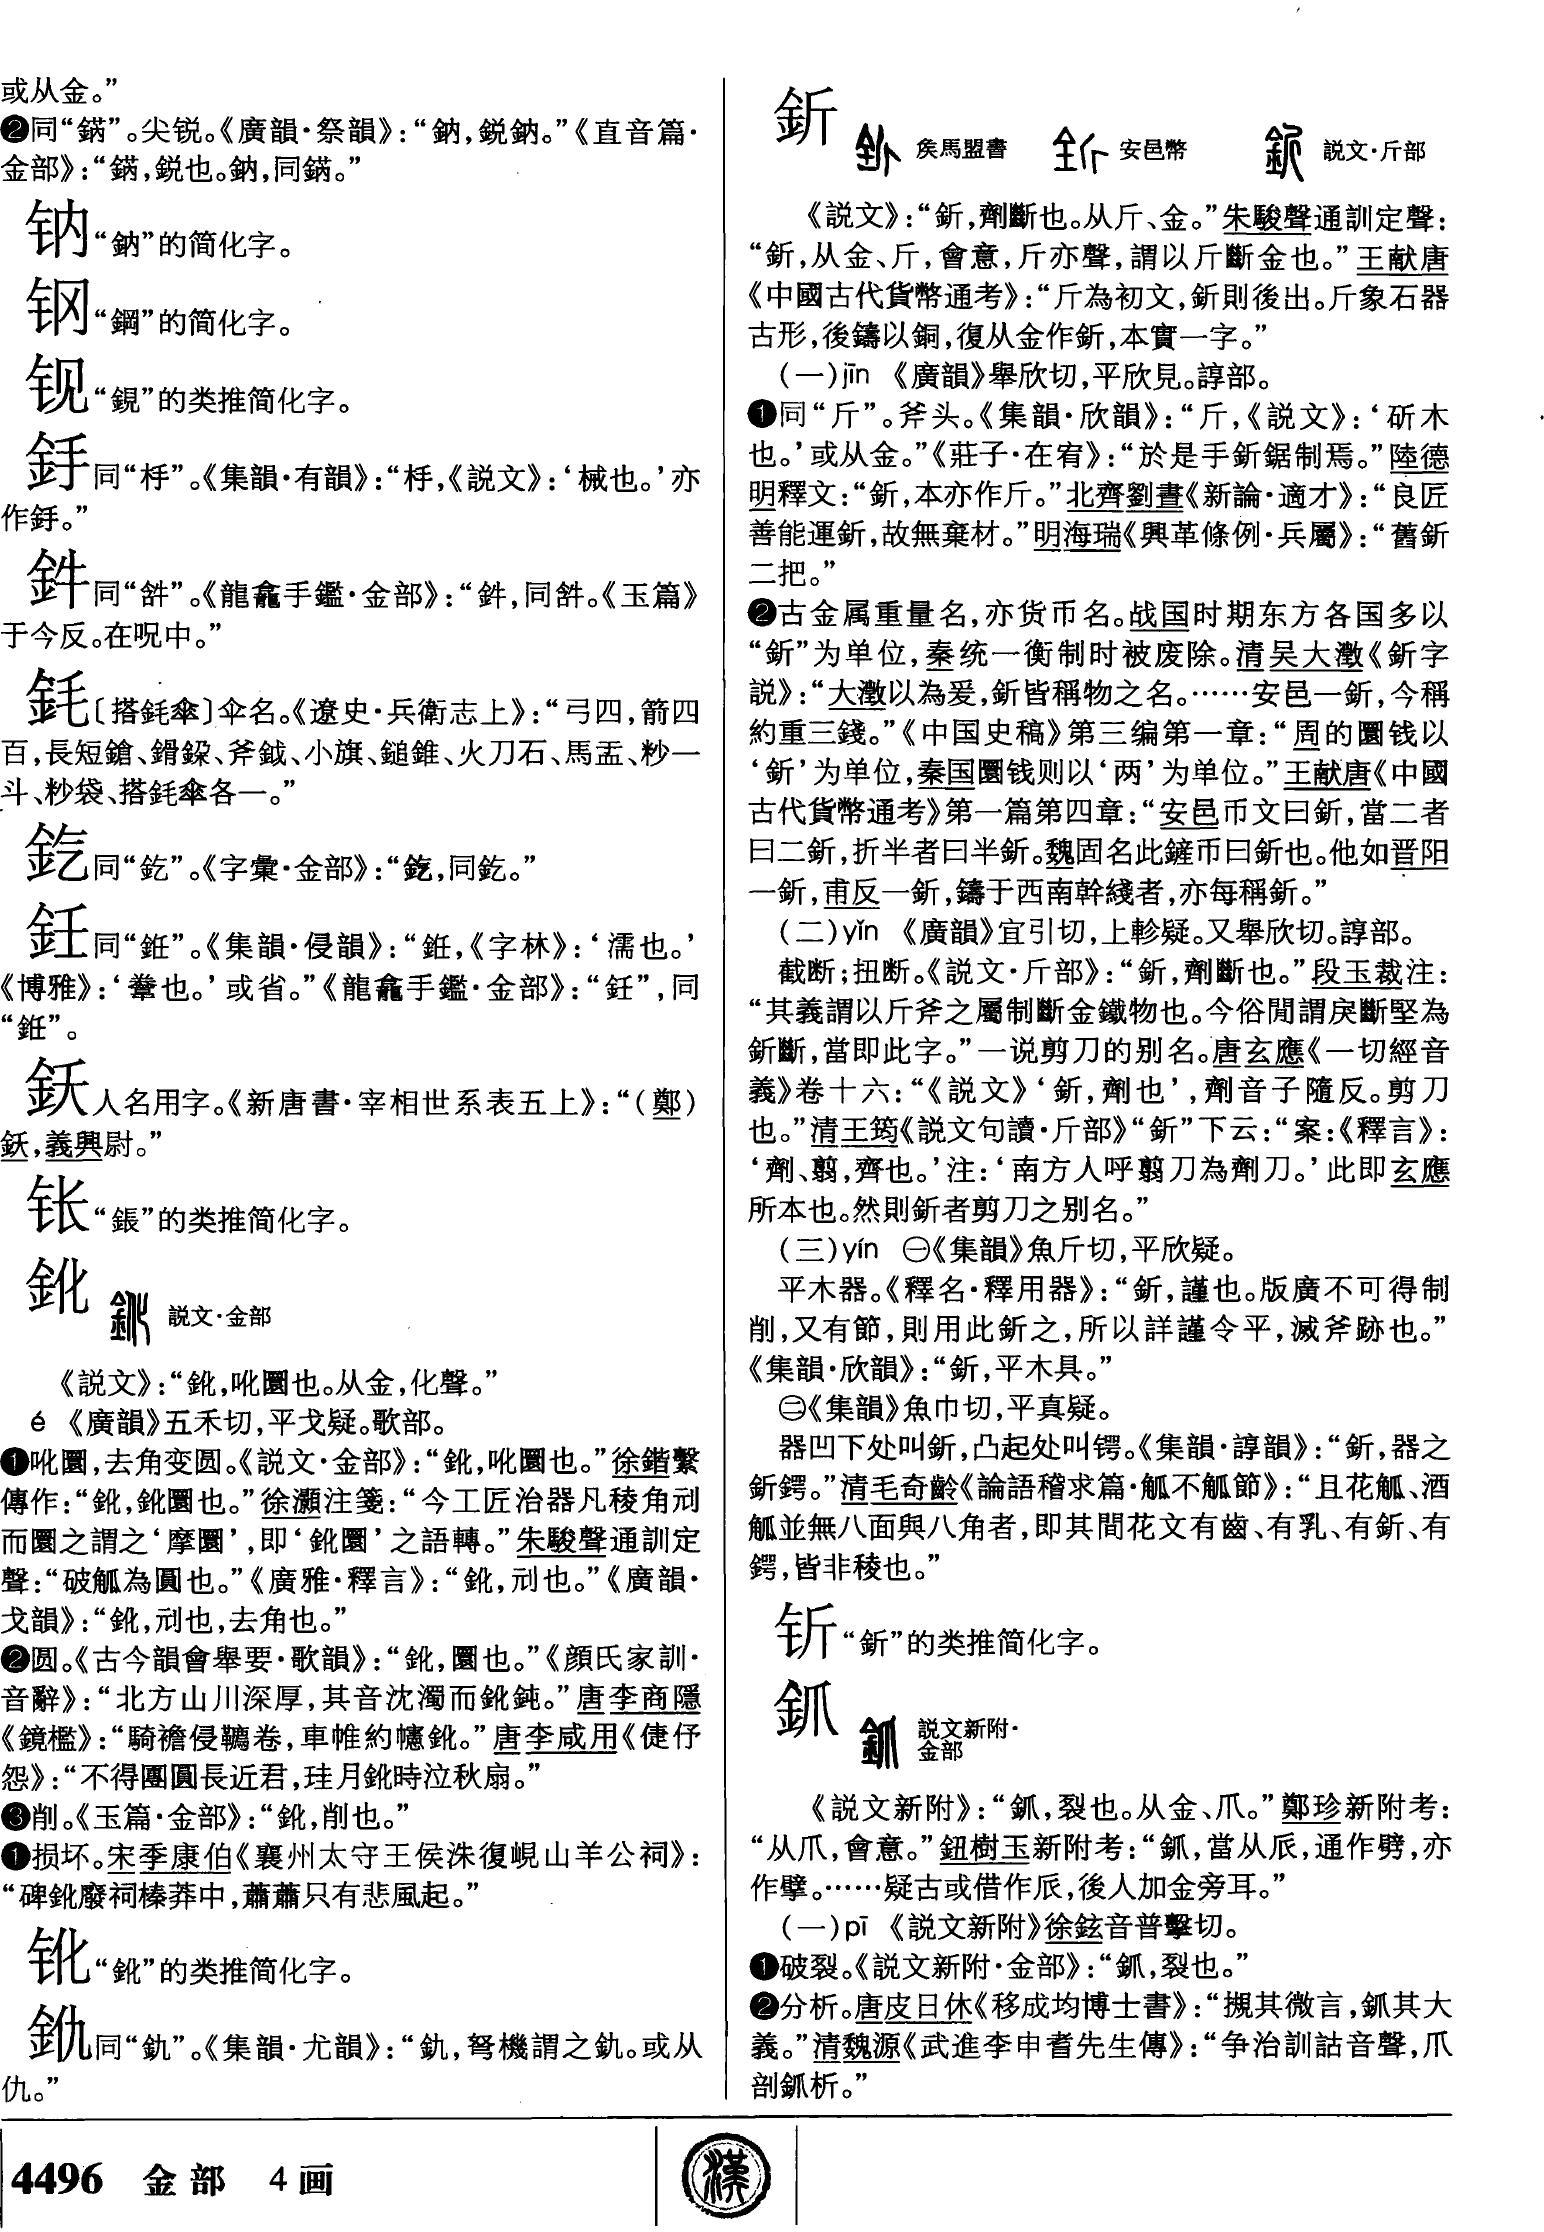 或从金。”
❷同“鏋”。尖锐。《廣韻·祭韻》：“鈉，鋭鈉。”《直音篇·
金部》：
钠“鈉”的简化字。
钢“鋼”的简化字。
𫔉“鋧”的类推简化字。
同“杽”。《集韻·有韻》：“杽，《説文》：‘械也。’亦
作
同“𦈭”。《龍龕手鑑·金部》：
于今反。在呪中。”
〔搭𨥨傘〕伞名。《遼史·兵衛志上》：“弓四，箭四
百，長短鎗、䤪䥯、斧鉞、小旗、鎚錐、火刀石、馬盂、粆一
斗、粆袋、搭𨥨傘各一。”
同“釳”。《字彙·金部》：
鈓同“銋”。《集韻·侵韻》：“銋，《字林》：‘濡也。’
《博雅》：‘韏也。’或省。”《龍龕手鑑·金部》：“鈓”，同
“銋”。
鈥人名用字。《新唐書·宰相世系表五上》：“（鄭）
義興尉。”
“鋹”的类推简化字。
鈋 説文·金部
《説文》：“鈋，吪圜也。从金，化聲。”
é 《廣韻》五禾切，平戈疑。歌部。
❶吪圜，去角变圆。《説文·金部》：“鈋，吪圜也。”徐鍇繫
傳作：“鈋，鈋圜也。”徐灝注箋：“今工匠治器凡稜角刓
而圜之謂之‘摩圜’，即‘鈋圜’之語轉。”朱駿聲通訓定
聲：“破觚為圓也。”《廣雅·釋言》：“鈋，刓也。”《廣韻·
戈韻》：“鈋，刓也，去角也。”
❷圆。《古今韻會舉要·歌韻》：“鈋，圜也。”《顔氏家訓·
音辭》：“北方山川深厚，其音沈濁而鈋鈍。”唐李商隱
《鏡檻》：“騎襜侵韉卷，車帷約幰鈋。”唐李咸用《倢伃
怨》：“不得團圓長近君，珪月鈋時泣秋扇。”
❸削。《玉篇·金部》：“鈋，削也。”
❶损坏。宋季康伯《襄州太守王侯洙復峴山羊公祠》：
“碑鈋廢祠榛莽中，蕭蕭只有悲風起。”
“鈋”的类推简化字。
同“釚”。《集韻·尤韻》：“釚，弩機謂之釚。或从
仇。”
釿 矦馬盟書 安邑幣 説文·斤部
《説文》：“釿，劑斷也。从斤、金。”朱駿聲通訓定聲：
“釿，从金、斤，會意，斤亦聲，謂以斤斷金也。”王献唐
《中國古代貨幣通考》：“斤為初文，釿則後出。斤象石器
古形，後鑄以銅，復从金作釿，本實一字。”
（一）jīn 《廣韻》舉欣切，平欣見。諄部。
❶同“斤”。斧头。《集韻·欣韻》：“斤，《説文》：‘斫木
也。’或从金。”《莊子·在宥》：“於是乎釿鋸制焉。”陸德
明釋文：“釿，本亦作斤。”北齊劉晝《新論·適才》：“良匠
善能運釿，故無棄材。”明海瑞《興革條例·兵屬》：“舊釿
二把。”
❷古金属重量名，亦货币名。战国时期东方各国多以
“釿”为单位，秦统一衡制时被废除。清吴大澂《釿字
説》：“大澂以為爰，釿皆稱物之名。……安邑一釿，今稱
約重三錢。”《中国史稿》第三编第一章：“周的圜钱以
‘釿’为单位，秦国圜钱则以‘两’为单位。”王献唐《中國
古代貨幣通考》第一篇第四章：“安邑币文曰釿，當二者
曰二釿，折半者曰半釿。魏固名此鏟币曰釿也。他如晋阳
一釿，甫反一釿，鑄于西南幹綫者，亦每稱釿。”
（二）yǐn 《廣韻》宜引切，上軫疑。又舉欣切。諄部。
截断；扭断。《説文·斤部》：“釿，劑斷也。”段玉裁注：
“其義謂以斤斧之屬制斷金鐵物也。今俗閒謂戾斷堅為
釿斷，當即此字。”一说剪刀的别名。唐玄應《一切經音
義》卷十六：“《説文》‘釿，劑也’，劑音子隨反。剪刀
也。”清王筠《説文句讀·斤部》“釿”下云：“案：《釋言》：
‘劑、翦，齊也。’注：‘南方人呼翦刀為劑刀。’此即玄應
所本也。然則釿者剪刀之别名。”
（三）yín ㊀《集韻》魚斤切，平欣疑。
平木器。《釋名·釋用器》：“釿，謹也。版廣不可得制
削，又有節，則用此釿之，所以詳謹令平，滅斧跡也。”
《集韻·欣韻》：“釿，平木具。”
㊁《集韻》魚巾切，平真疑。
器凹下处叫釿，凸起处叫锷。《集韻·諄韻》：“釿，器之
釿鍔。”清毛奇齡《論語稽求篇·觚不觚節》：“且花觚、酒
觚並無八面與八角者，即其間花文有齒、有乳、有釿、有
鍔，皆非稜也。”
“釿”的类推简化字。
釽 説文新附·
金部
《説文新附》：“釽，裂也。从金、爪。”鄭珍新附考：
“从爪，會意。”鈕樹玉新附考：“釽，當从𠂢，通作劈，亦
作擘。……疑古或借作𠂢，後人加金旁耳。”
（一）pī 《説文新附》徐鉉音普擊切。
❶破裂。《説文新附·金部》：“釽，裂也。”
❷分析。唐皮日休《移成均博士書》：“摫其微言，釽其大
義。”清魏源《武進李申耆先生傳》：“争治訓詁音聲，爪
剖釽析。”
4496 金部 4画
漢